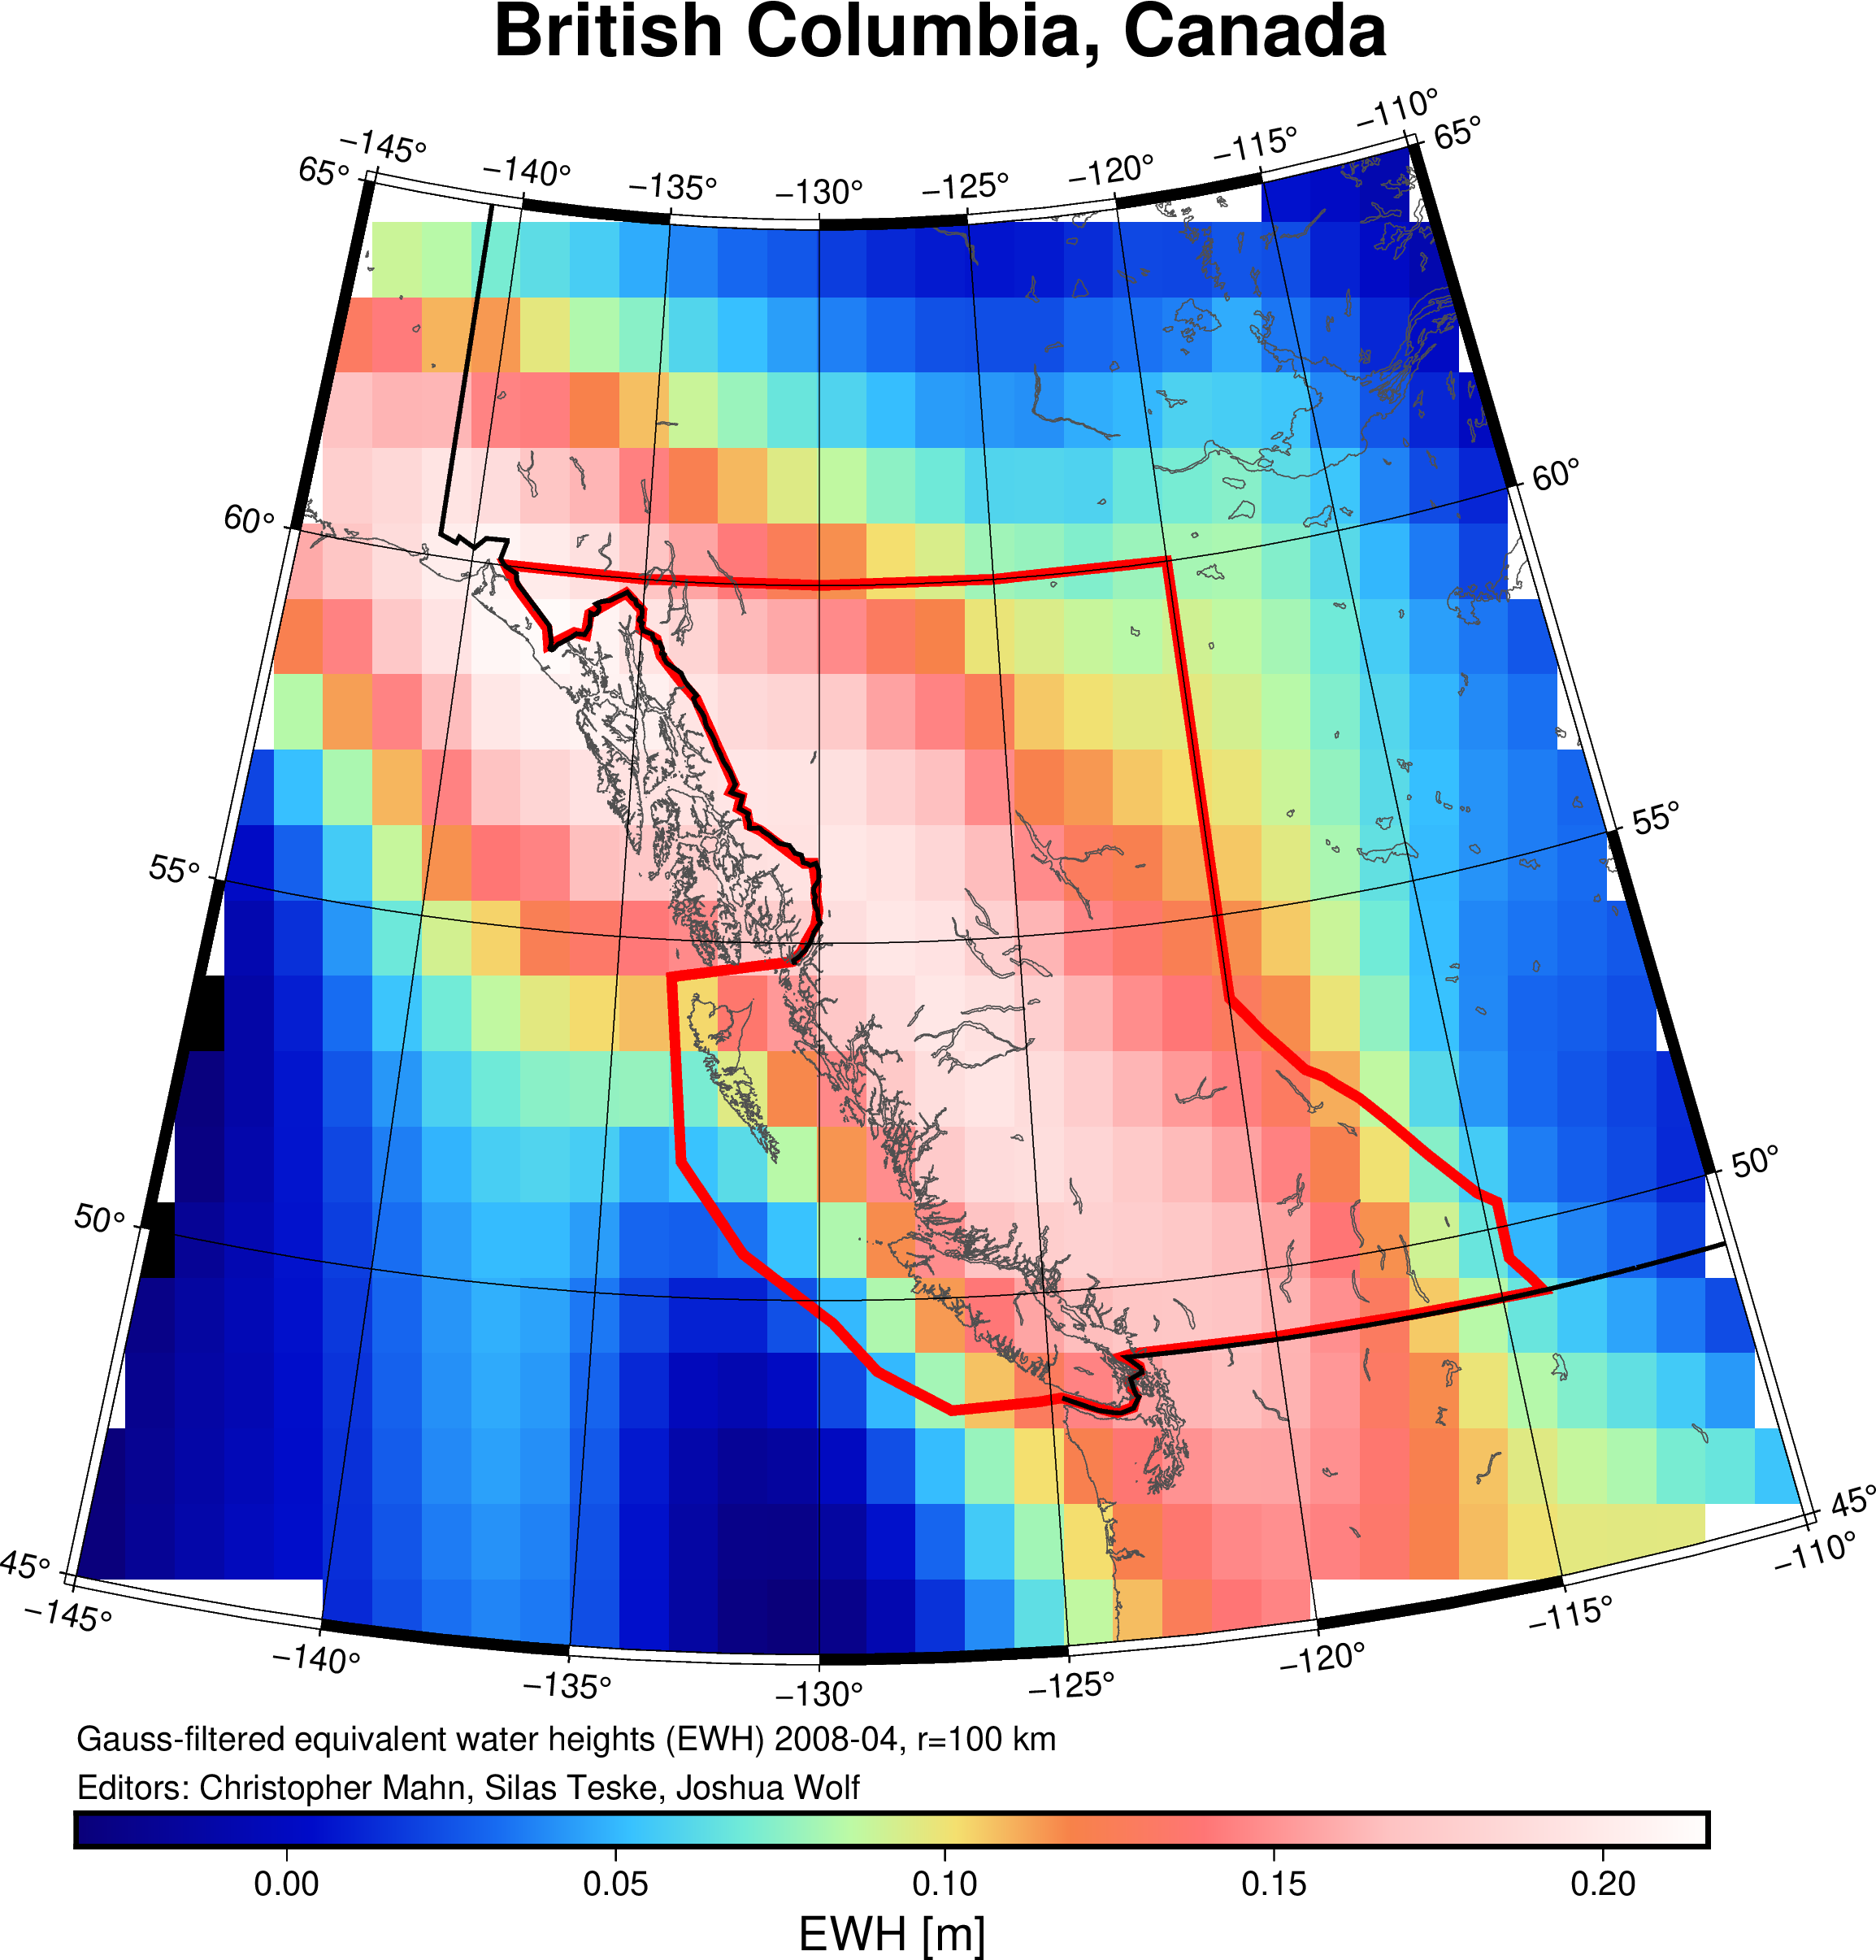 British Columbia, Canada
−145° −140° −135° −130° −125° −120° −115° −110°
65° 65°
60° 60°
55° 55°
50° 50°
45° 45°
−145° −140° −135° −130° −125° −120° −115° −110°
Gauss-filtered equivalent water heights (EWH) 2008-04, r=100 km
Editors: Christopher Mahn, Silas Teske, Joshua Wolf
0.00 0.05 0.10 0.15 0.20
EWH [m]